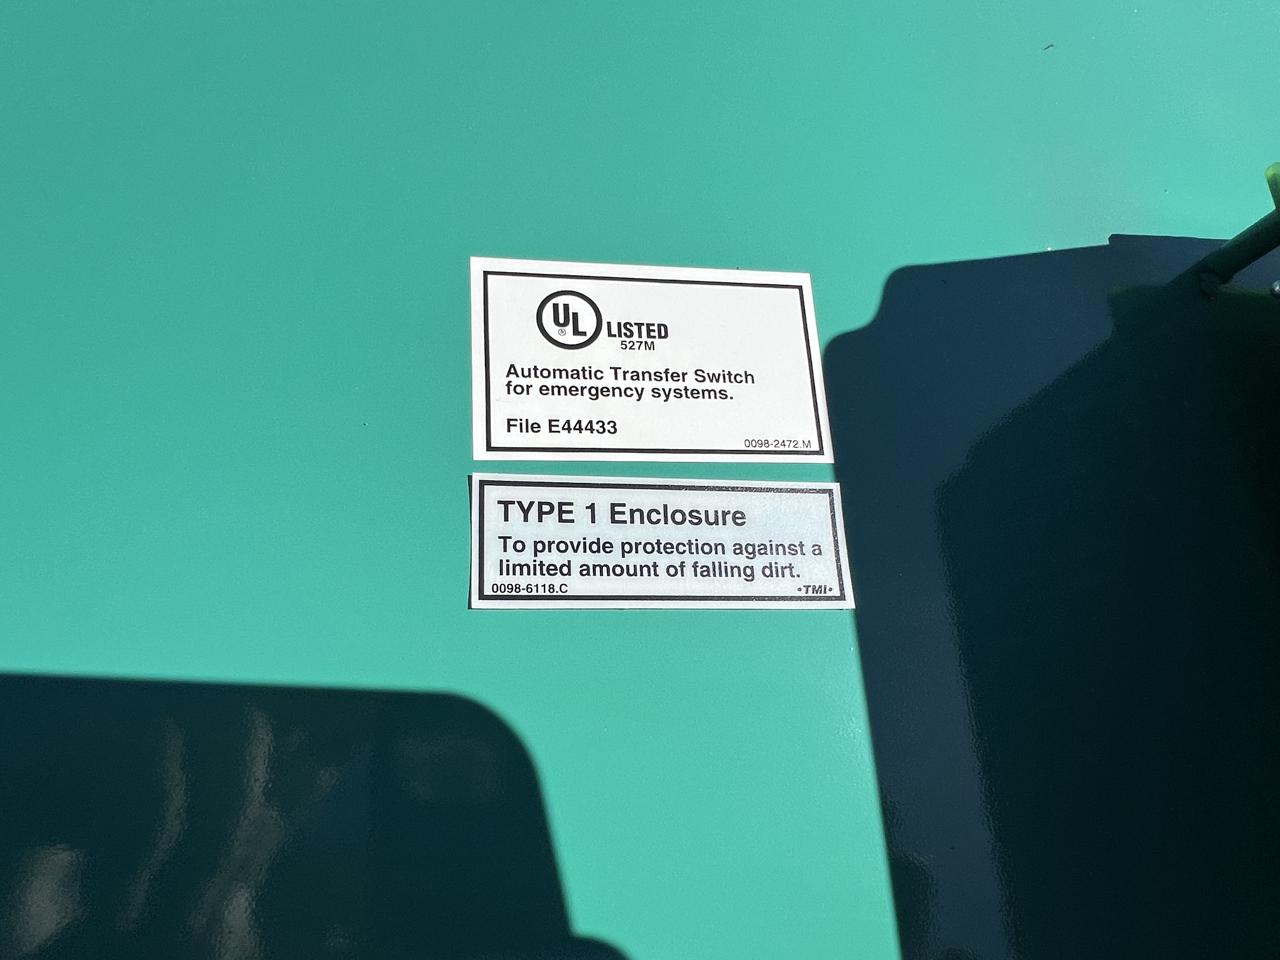 UL
®
LISTED
527M
Automatic Transfer Switch
for emergency systems.
File E44433
0098-2472.M
TYPE 1 Enclosure
To provide protection against a
limited amount of falling dirt.
0098-6118.C
•TMI•